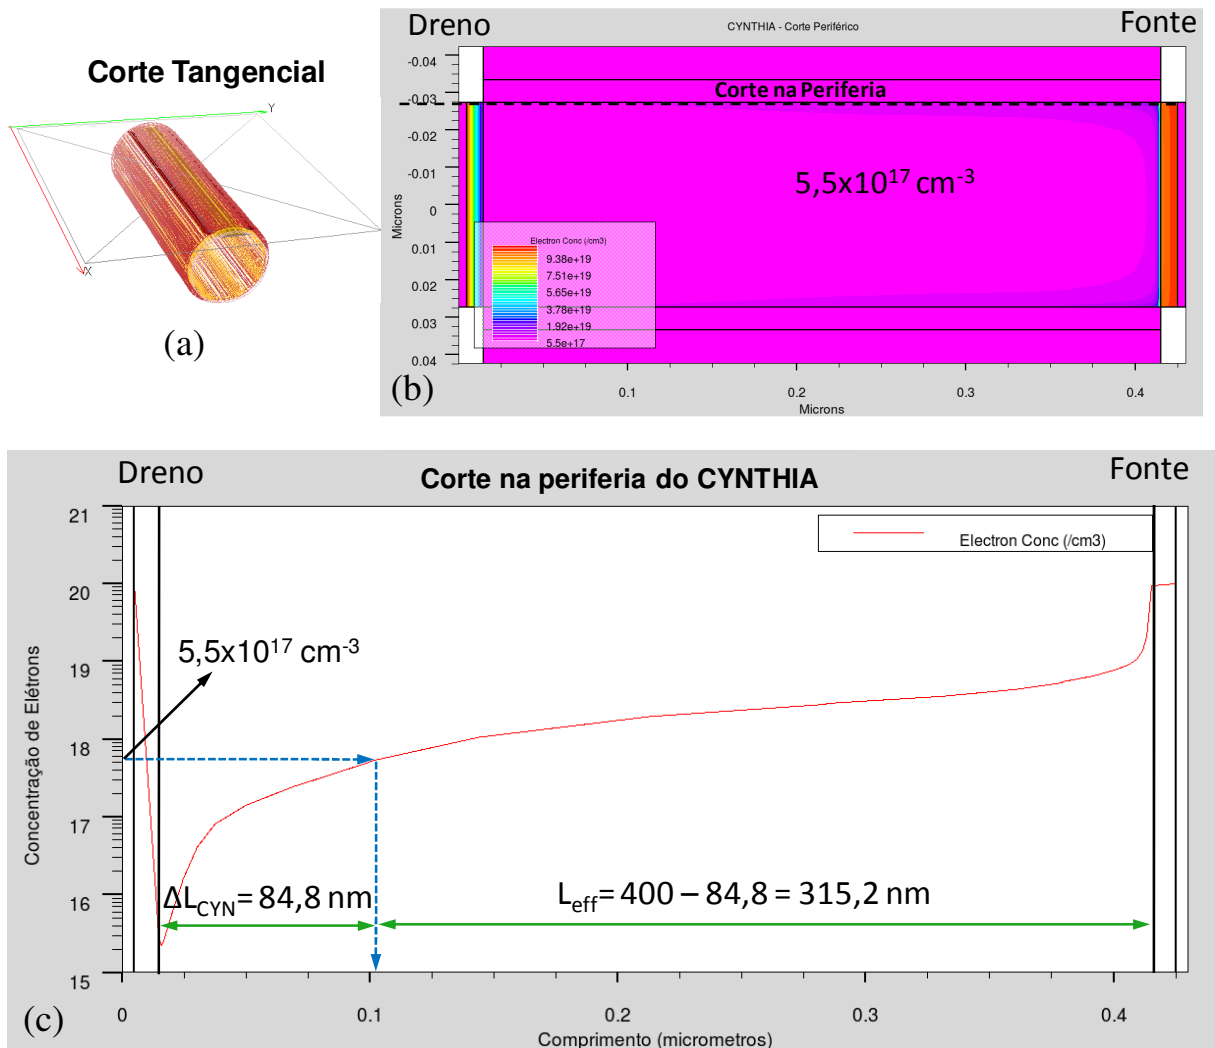 Corte Tangencial
Y
X
(a)
Dreno
CYNTHIA - Corte Periférico
Fonte
Corte na Periferia
5,5x10¹⁷ cm⁻³
Microns
-0.04
-0.03
-0.02
-0.01
0
0.01
0.02
0.03
0.04
Electron Conc (/cm3)
9.38e+19
7.51e+19
5.65e+19
3.78e+19
1.92e+19
5.5e+17
0.1 0.2 0.3 0.4
Microns
(b)
Dreno
Corte na periferia do CYNTHIA
Fonte
Electron Conc (/cm3)
Concentração de Elétrons
21
20
19
18
17
16
15
5,5x10¹⁷ cm⁻³
ΔL_CYN = 84,8 nm
L_eff = 400 – 84,8 = 315,2 nm
0 0.1 0.2 0.3 0.4
Comprimento (micrometros)
(c)